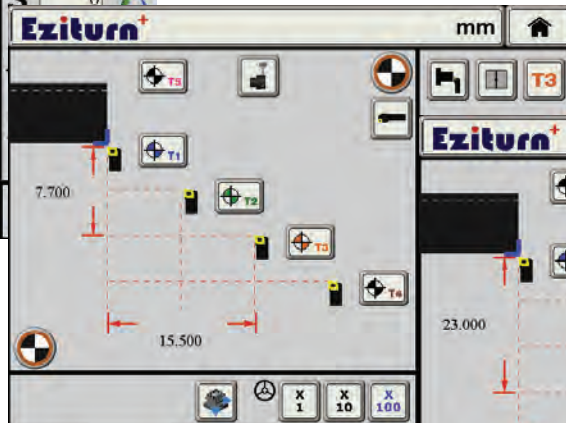 Eziturn+
mm
T5
T3
T1
Eziturn+
7.700
T2
T3
T4
23.000
15.500
X
1
X
10
X
100